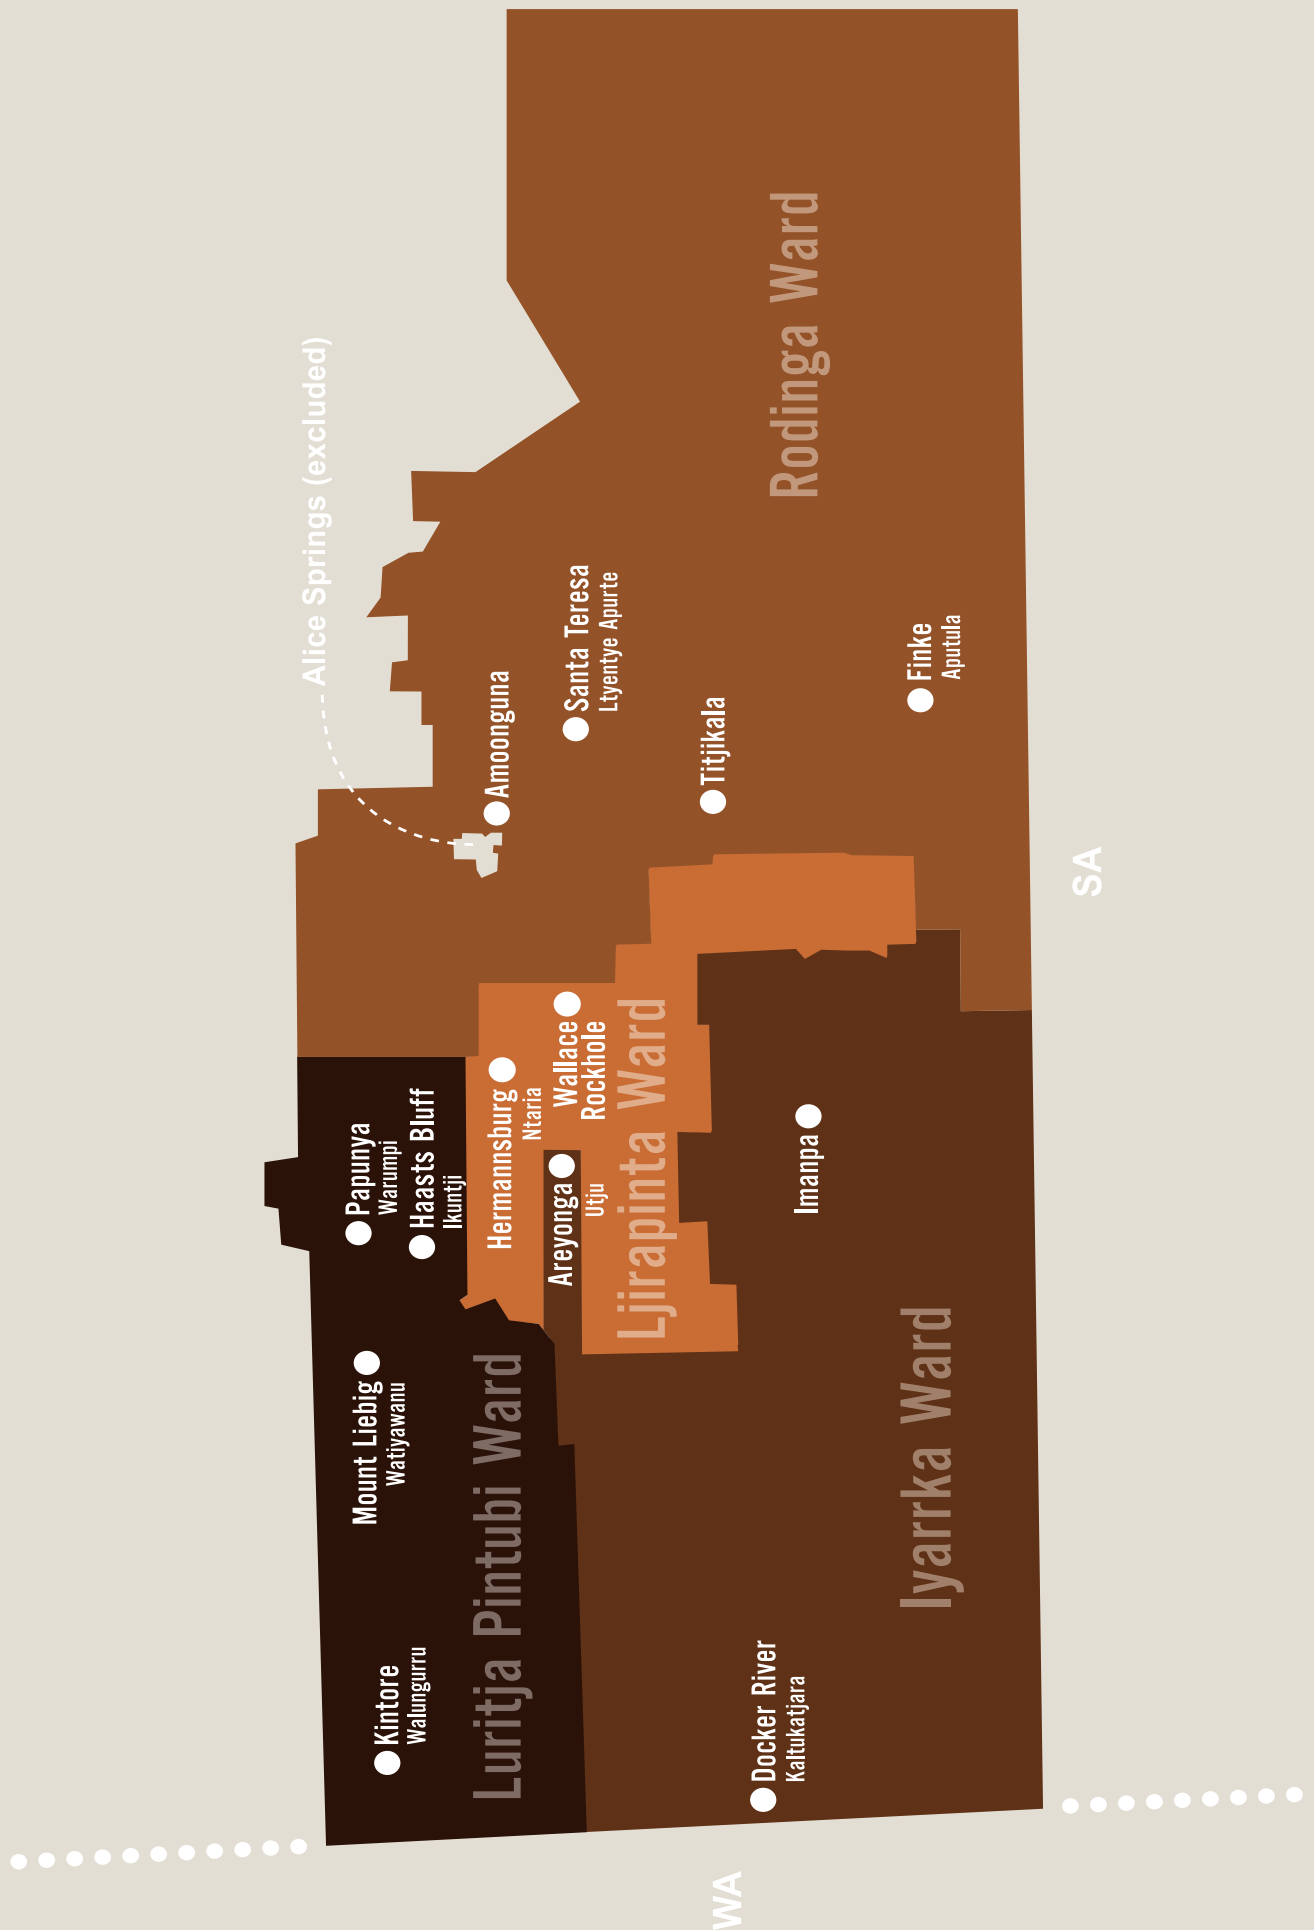 Alice Springs (excluded)
Papunya
Warumpi
Haasts Bluff
Ikuntji
Mount Liebig
Watiyawanu
Kintore
Walungurru
Luritja Pintubi Ward
Amoonguna
Santa Teresa
Ltyentye Apurte
Hermannsburg
Ntaria
Wallace
Rockhole
Areyonga
Utju
Ljirapinta Ward
Titjikala
Rodinga Ward
Finke
Aputula
Imanpa
Docker River
Kaltukatjara
Iyarrka Ward
WA
SA